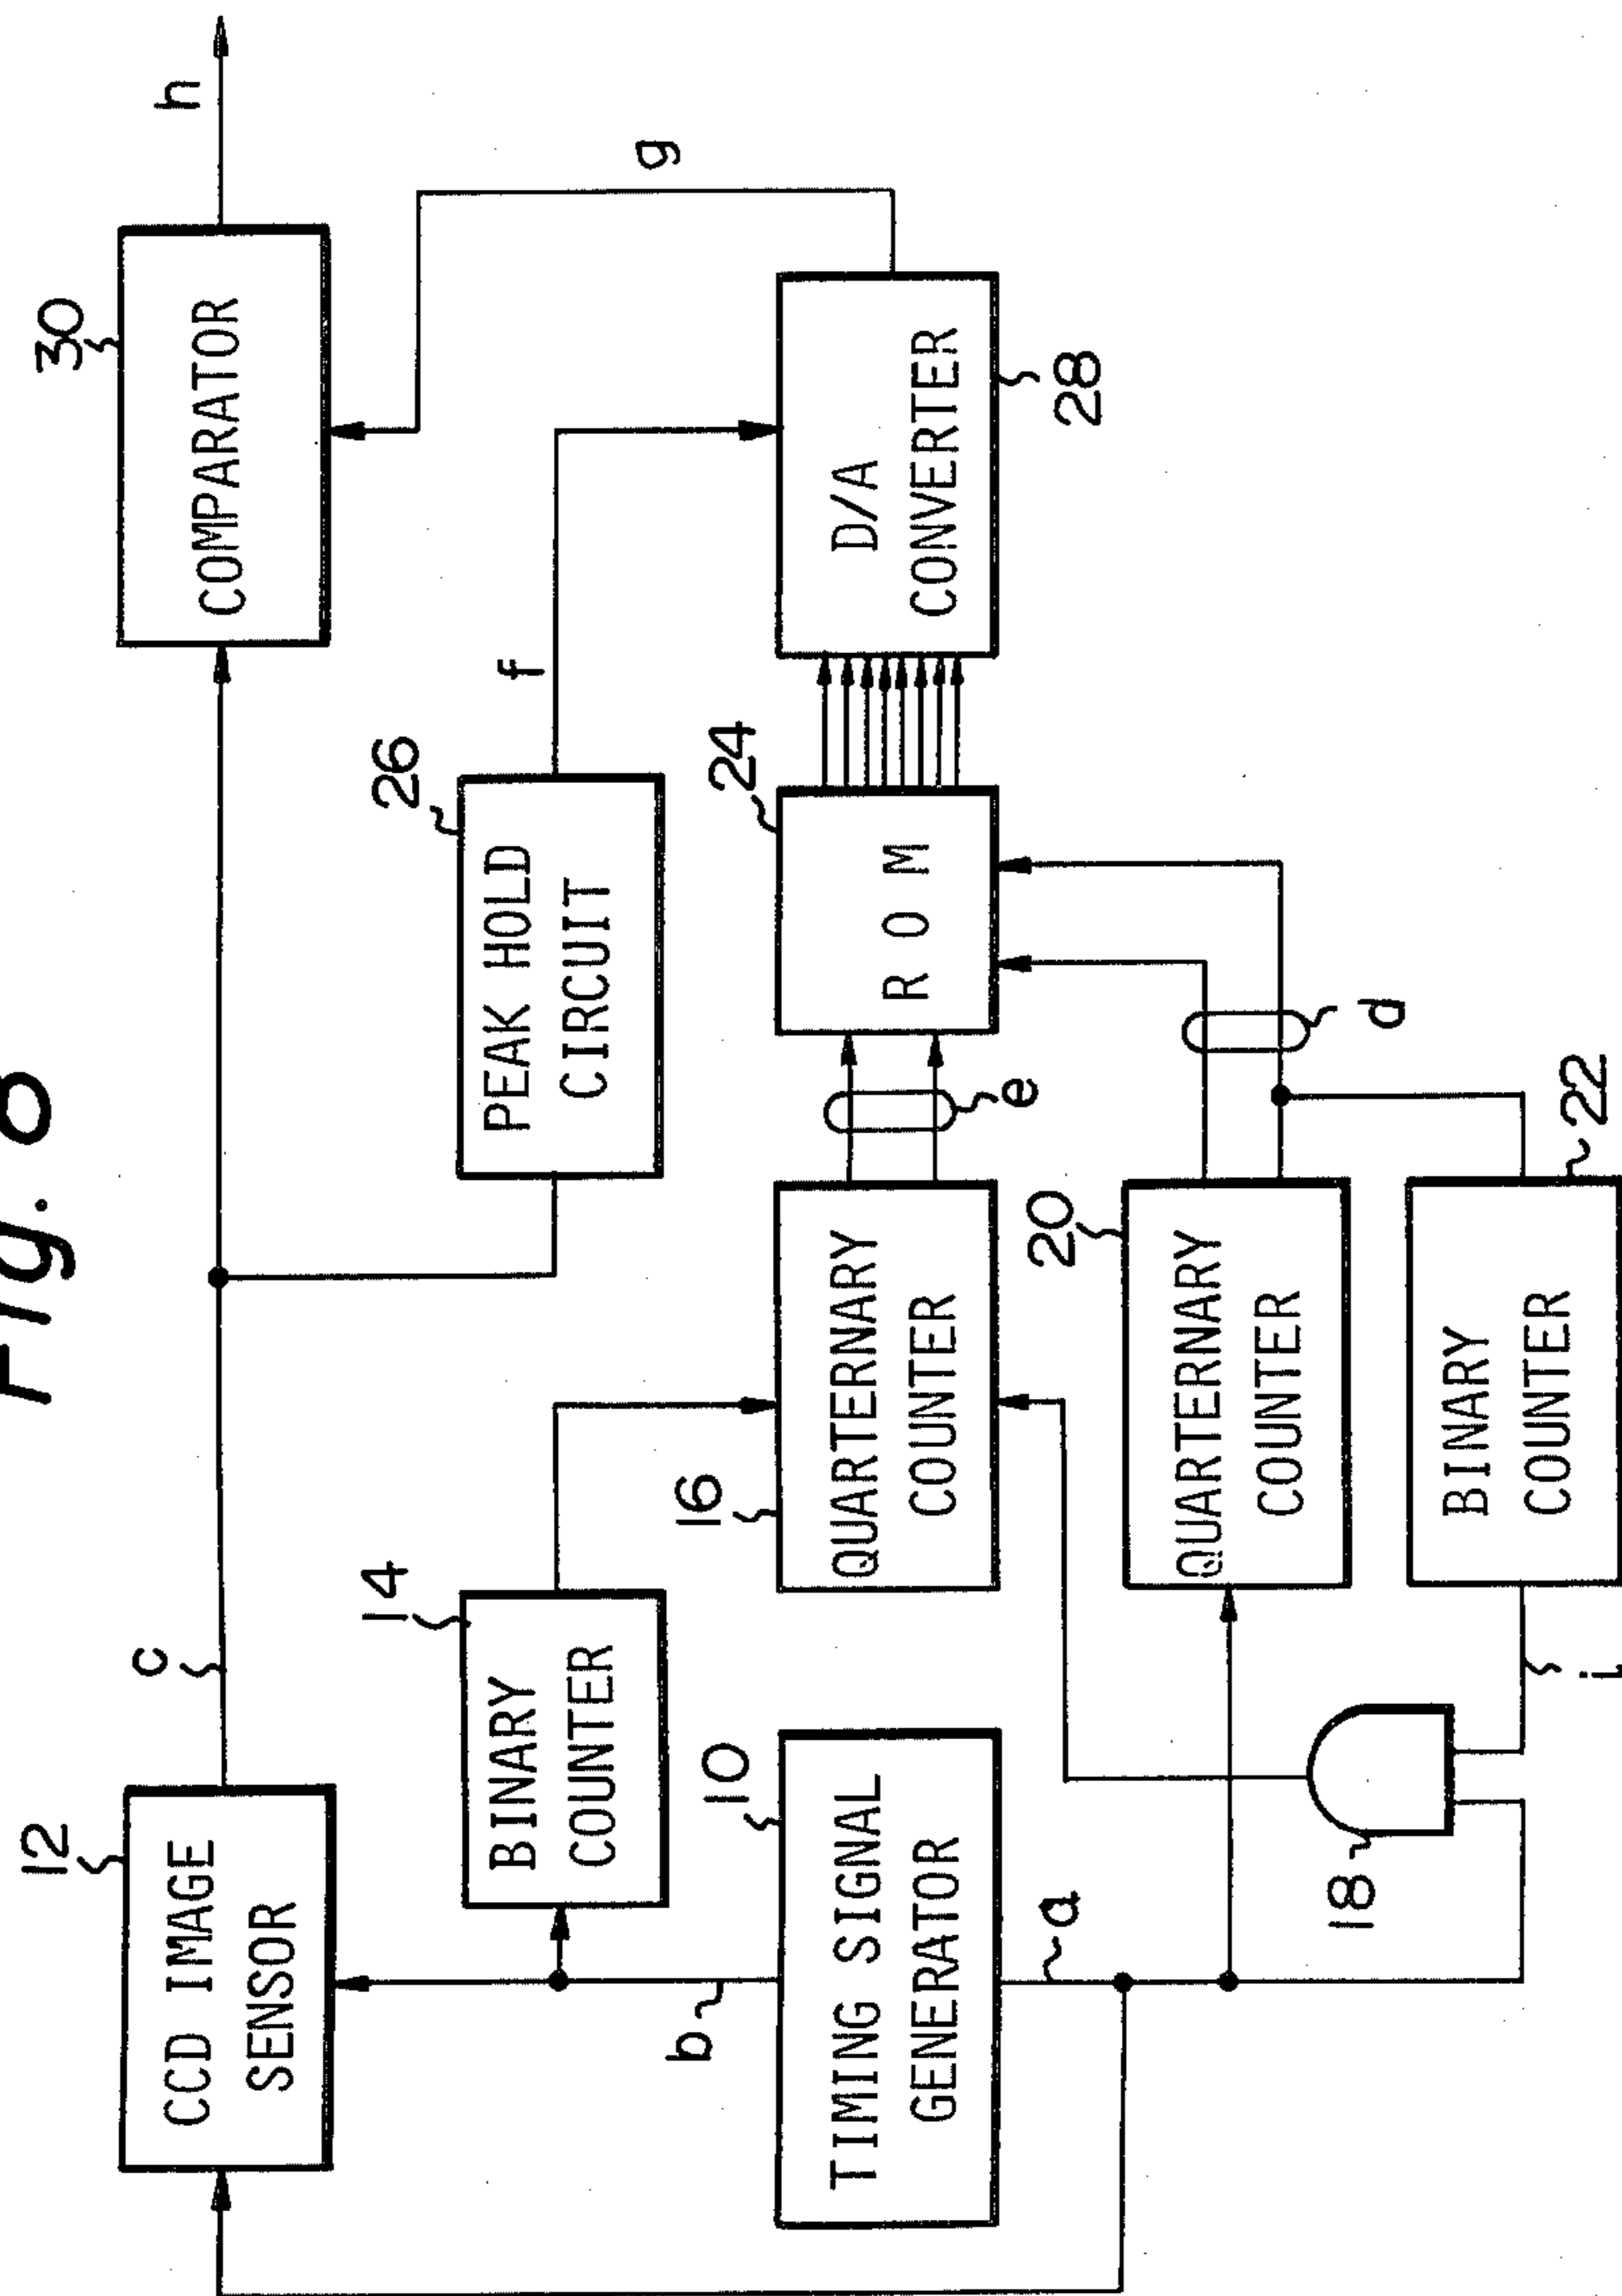 Fig. 8
12
CCD IMAGE
SENSOR
c
30
COMPARATOR
h
14
BINARY
COUNTER
26
PEAK HOLD
CIRCUIT
f
g
b
10
TIMING SIGNAL
GENERATOR
16
QUARTERNARY
COUNTER
e
24
ROM
D/A
CONVERTER
28
a
20
QUARTERNARY
COUNTER
d
18
i
BINARY
COUNTER
22